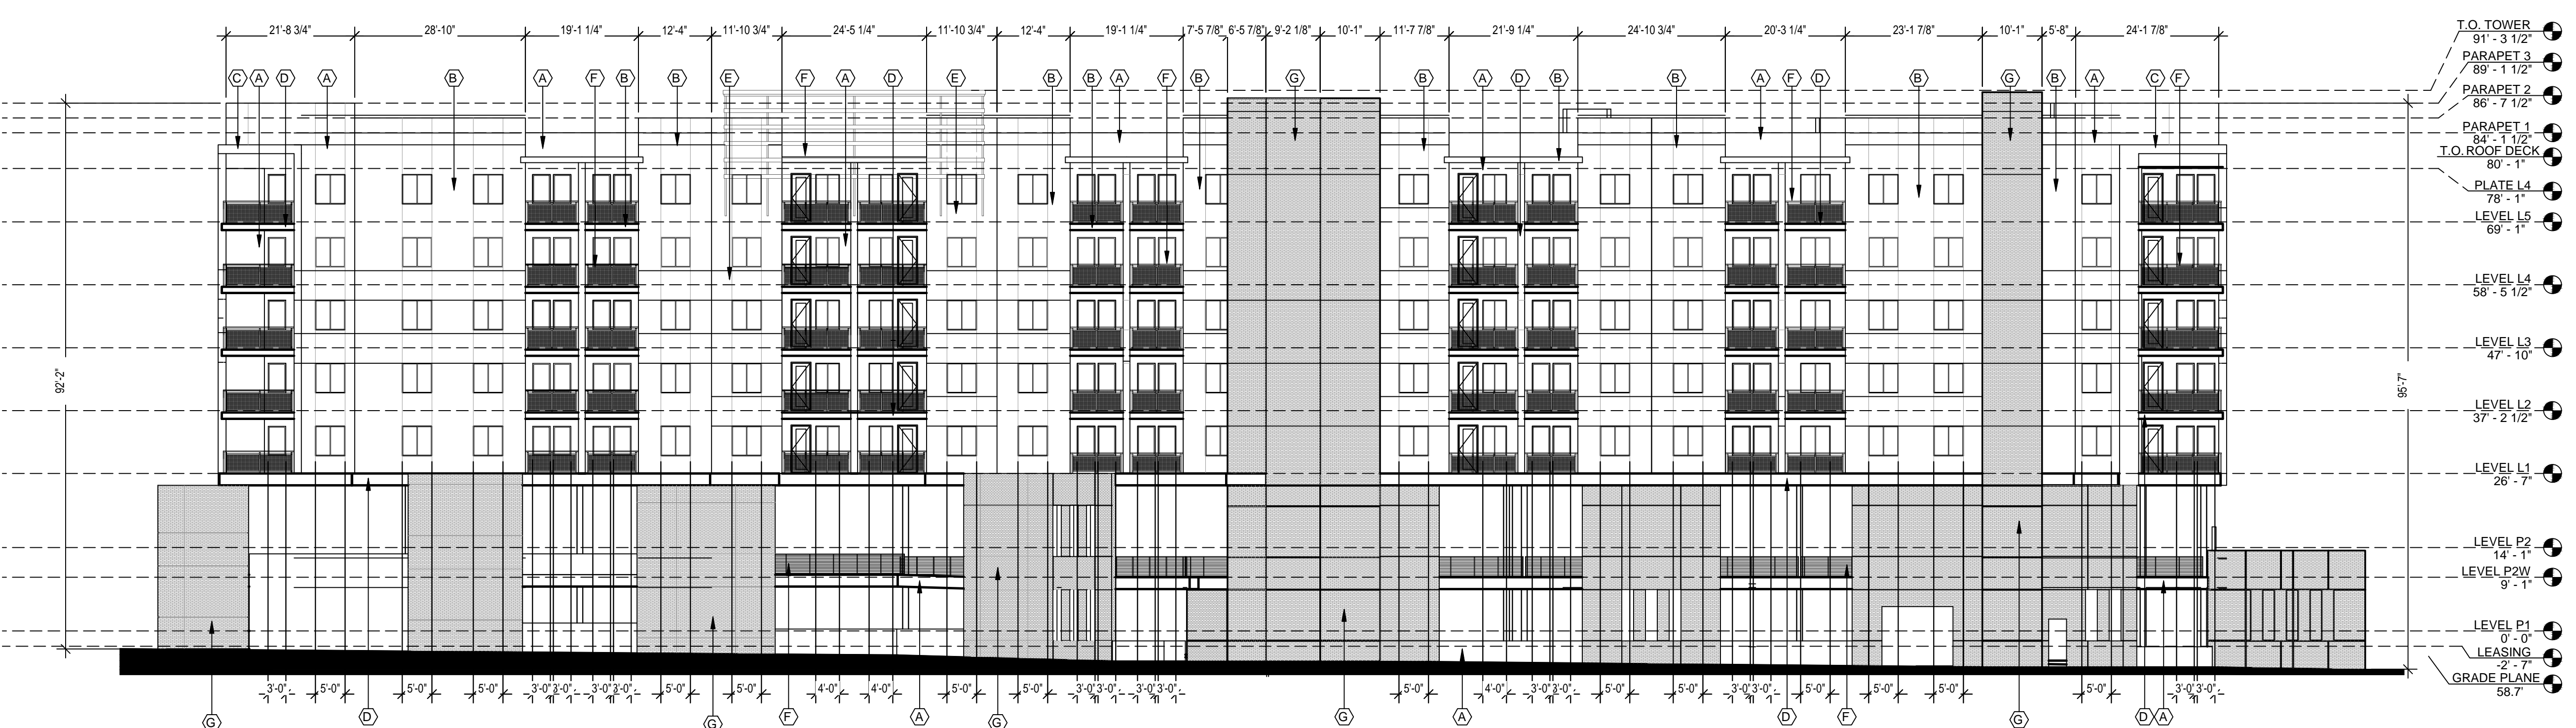 21'-8 3/4" 28'-10" 19'-1 1/4" 12'-4" 11'-10 3/4" 24'-5 1/4" 11'-10 3/4" 12'-4" 19'-1 1/4" 7'-5 7/8" 6'-5 7/8" 9'-2 1/8" 10'-1" 11'-7 7/8" 21'-9 1/4" 24'-10 3/4" 20'-3 1/4" 23'-1 7/8" 10'-1" 5'-8" 24'-1 7/8"
C A D A B A F B B E F A D E B B A F B G B A D B B A F D B G B A C F
T.O. TOWER
91' - 3 1/2"
PARAPET 3
89' - 1 1/2"
PARAPET 2
86' - 7 1/2"
PARAPET 1
84' - 1 1/2"
T.O. ROOF DECK
80' - 1"
PLATE L4
78' - 1"
LEVEL L5
69' - 1"
LEVEL L4
58' - 5 1/2"
LEVEL L3
47' - 10"
LEVEL L2
37' - 2 1/2"
LEVEL L1
26' - 7"
LEVEL P2
14' - 1"
LEVEL P2W
9' - 1"
LEVEL P1
0' - 0"
LEASING
-2' - 7"
GRADE PLANE
58.7'
92'-2"
95'-7"
3'-0" 5'-0" 5'-0" 5'-0" 3'-0" 3'-0" 3'-0" 3'-0" 5'-0" 5'-0" 4'-0" 4'-0" 5'-0" 5'-0" 3'-0" 3'-0" 3'-0" 3'-0" 5'-0" 4'-0" 3'-0" 3'-0" 5'-0" 5'-0" 3'-0" 3'-0" 5'-0" 5'-0" 5'-0" 5'-0" 3'-0" 3'-0"
G D G F A G G A D F G D A